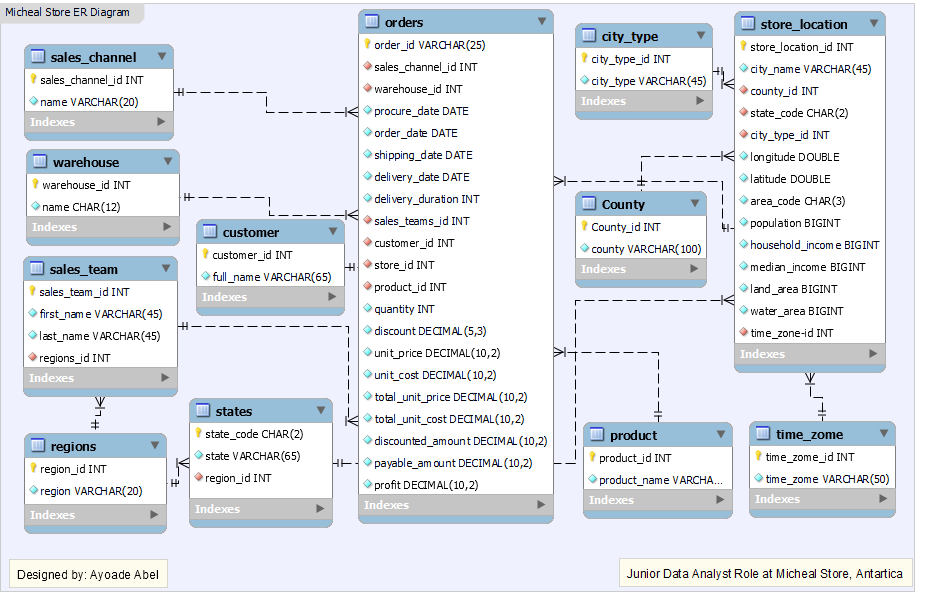 Micheal Store ER Diagram
sales_channel
sales_channel_id INT
name VARCHAR(20)
Indexes
warehouse
warehouse_id INT
name CHAR(12)
Indexes
sales_team
sales_team_id INT
first_name VARCHAR(45)
last_name VARCHAR(45)
regions_id INT
Indexes
regions
region_id INT
region VARCHAR(20)
Indexes
customer
customer_id INT
full_name VARCHAR(65)
Indexes
states
state_code CHAR(2)
state VARCHAR(65)
region_id INT
Indexes
orders
order_id VARCHAR(25)
sales_channel_id INT
warehouse_id INT
procure_date DATE
order_date DATE
shipping_date DATE
delivery_date DATE
delivery_duration INT
sales_teams_id INT
customer_id INT
store_id INT
product_id INT
quantity INT
discount DECIMAL(5,3)
unit_price DECIMAL(10,2)
unit_cost DECIMAL(10,2)
total_unit_price DECIMAL(10,2)
total_unit_cost DECIMAL(10,2)
discounted_amount DECIMAL(10,2)
payable_amount DECIMAL(10,2)
profit DECIMAL(10,2)
Indexes
city_type
city_type_id INT
city_type VARCHAR(45)
Indexes
County
County_id INT
county VARCHAR(100)
Indexes
product
product_id INT
product_name VARCHA...
Indexes
store_location
store_location_id INT
city_name VARCHAR(45)
county_id INT
state_code CHAR(2)
city_type_id INT
longitude DOUBLE
latitude DOUBLE
area_code CHAR(3)
population BIGINT
household_income BIGINT
median_income BIGINT
land_area BIGINT
water_area BIGINT
time_zone-id INT
Indexes
time_zome
time_zome_id INT
time_zome VARCHAR(50)
Indexes
Designed by: Ayoade Abel
Junior Data Analyst Role at Micheal Store, Antartica